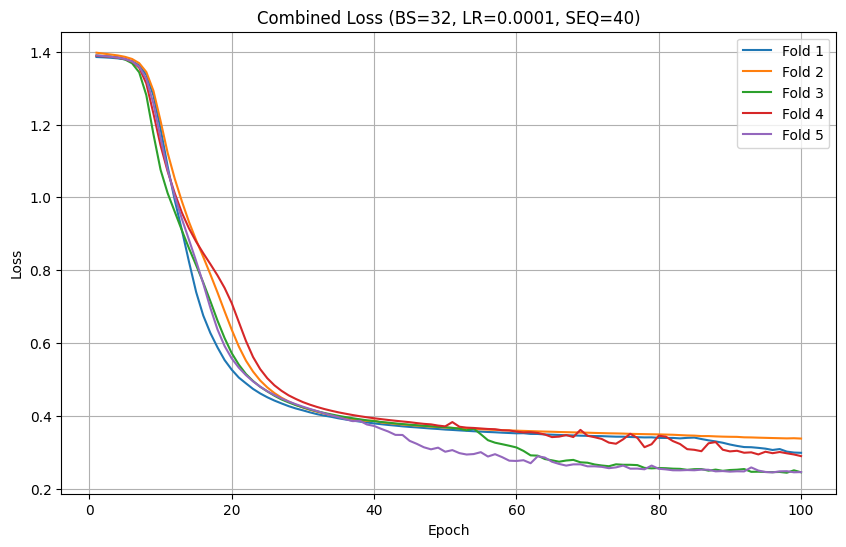 Combined Loss (BS=32, LR=0.0001, SEQ=40)
Fold 1
Fold 2
Fold 3
Fold 4
Fold 5
Loss
1.4
1.2
1.0
0.8
0.6
0.4
0.2
0 20 40 60 80 100
Epoch